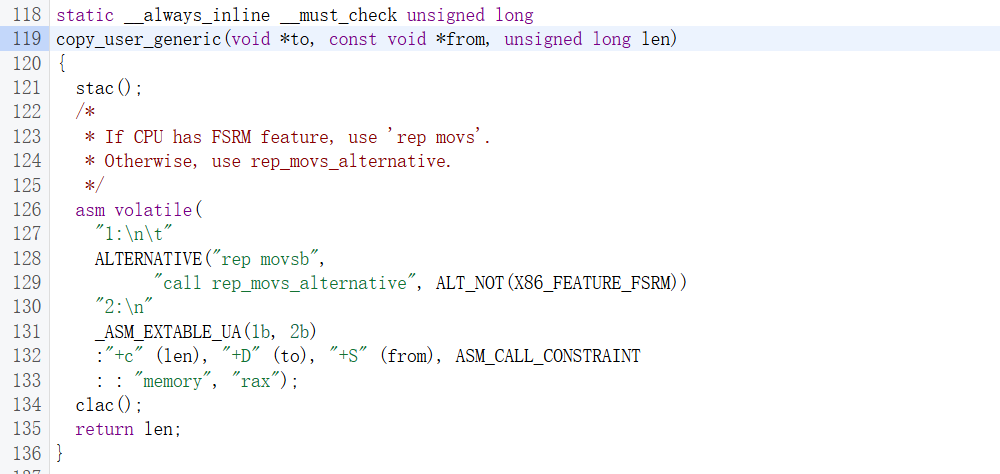 118 static __always_inline __must_check unsigned long
119 copy_user_generic(void *to, const void *from, unsigned long len)
120 {
121   stac();
122   /*
123    * If CPU has FSRM feature, use 'rep movs'.
124    * Otherwise, use rep_movs_alternative.
125    */
126   asm volatile(
127     "1:\n\t"
128     ALTERNATIVE("rep movsb",
129           "call rep_movs_alternative", ALT_NOT(X86_FEATURE_FSRM))
130     "2:\n"
131     _ASM_EXTABLE_UA(1b, 2b)
132     :"+c" (len), "+D" (to), "+S" (from), ASM_CALL_CONSTRAINT
133     : : "memory", "rax");
134   clac();
135   return len;
136 }